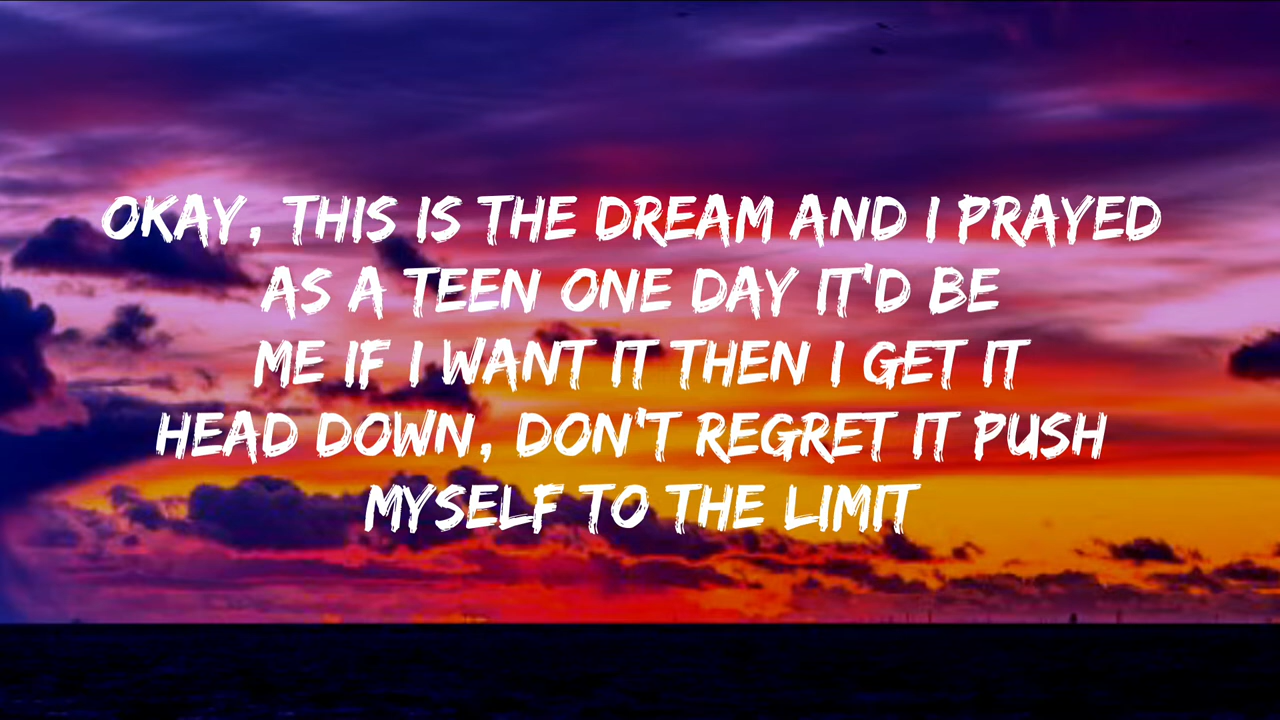 OKAY, THIS IS THE DREAM AND I PRAYED
AS A TEEN ONE DAY IT'D BE
ME IF I WANT IT THEN I GET IT
HEAD DOWN, DON'T REGRET IT PUSH
MYSELF TO THE LIMIT